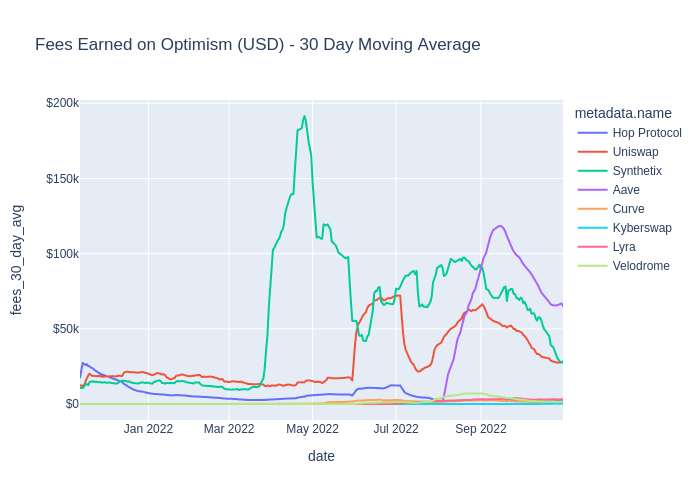 Fees Earned on Optimism (USD) - 30 Day Moving Average
metadata.name
Hop Protocol
Uniswap
Synthetix
Aave
Curve
Kyberswap
Lyra
Velodrome
fees_30_day_avg
$200k
$150k
$100k
$50k
$0
Jan 2022
Mar 2022
May 2022
Jul 2022
Sep 2022
date